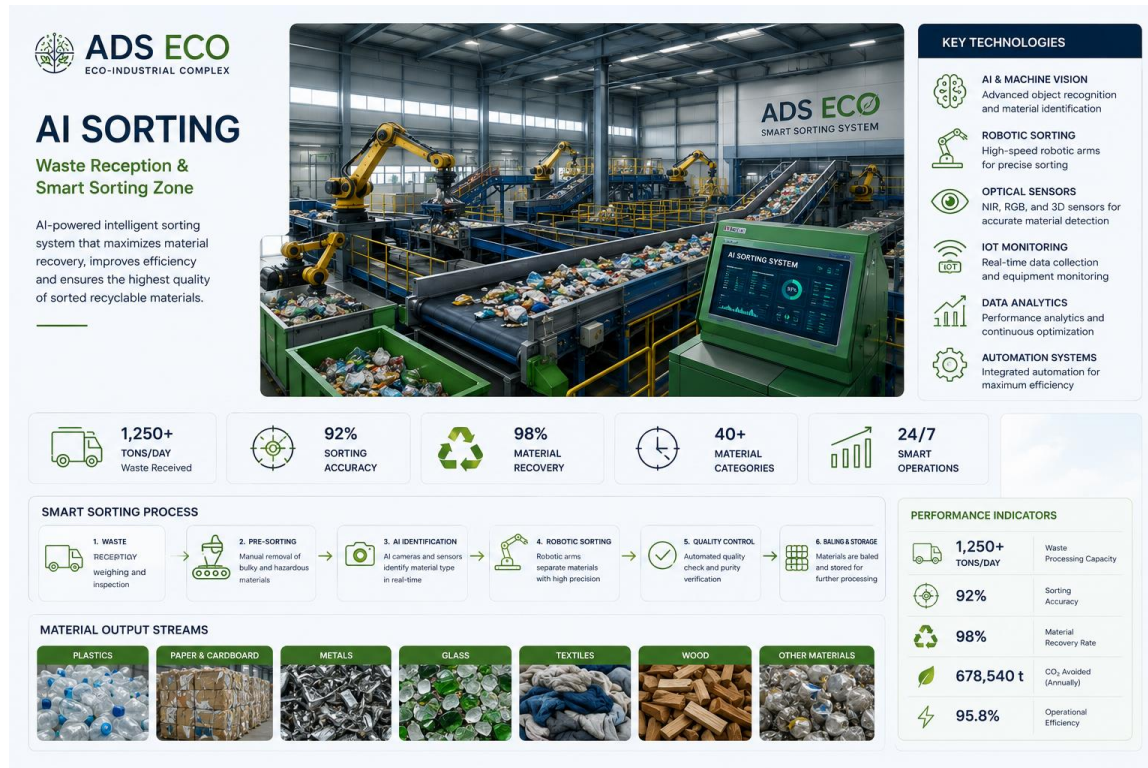 ADS ECO
ECO-INDUSTRIAL COMPLEX
AI SORTING
Waste Reception &
Smart Sorting Zone
AI-powered intelligent sorting
system that maximizes material
recovery, improves efficiency
and ensures the highest quality
of sorted recyclable materials.
ADS ECO
SMART SORTING SYSTEM
AI SORTING SYSTEM
KEY TECHNOLOGIES
AI & MACHINE VISION
Advanced object recognition
and material identification
ROBOTIC SORTING
High-speed robotic arms
for precise sorting
OPTICAL SENSORS
NIR, RGB, and 3D sensors for
accurate material detection
IOT MONITORING
Real-time data collection
and equipment monitoring
IOT
DATA ANALYTICS
Performance analytics and
continuous optimization
AUTOMATION SYSTEMS
Integrated automation for
maximum efficiency
1,250+
TONS/DAY
Waste Received
92%
SORTING
ACCURACY
98%
MATERIAL
RECOVERY
40+
MATERIAL
CATEGORIES
24/7
SMART
OPERATIONS
SMART SORTING PROCESS
1. WASTE
weighing and
inspection
2. PRE-SORTING
Manual removal of
bulky and hazardous
materials
3. AI IDENTIFICATION
AI cameras and sensors
identify material type
in real-time
4. ROBOTIC SORTING
Robotic arms
separate materials
with high precision
5. QUALITY CONTROL
Automated quality
check and purity
verification
6. BALING & STORAGE
Materials are baled
and stored for
further processing
MATERIAL OUTPUT STREAMS
PLASTICS
PAPER & CARDBOARD
METALS
GLASS
TEXTILES
WOOD
OTHER MATERIALS
PERFORMANCE INDICATORS
1,250+
TONS/DAY
Waste
Processing Capacity
92%
Sorting
Accuracy
98%
Material
Recovery Rate
678,540 t
CO₂ Avoided
(Annually)
95.8%
Operational
Efficiency